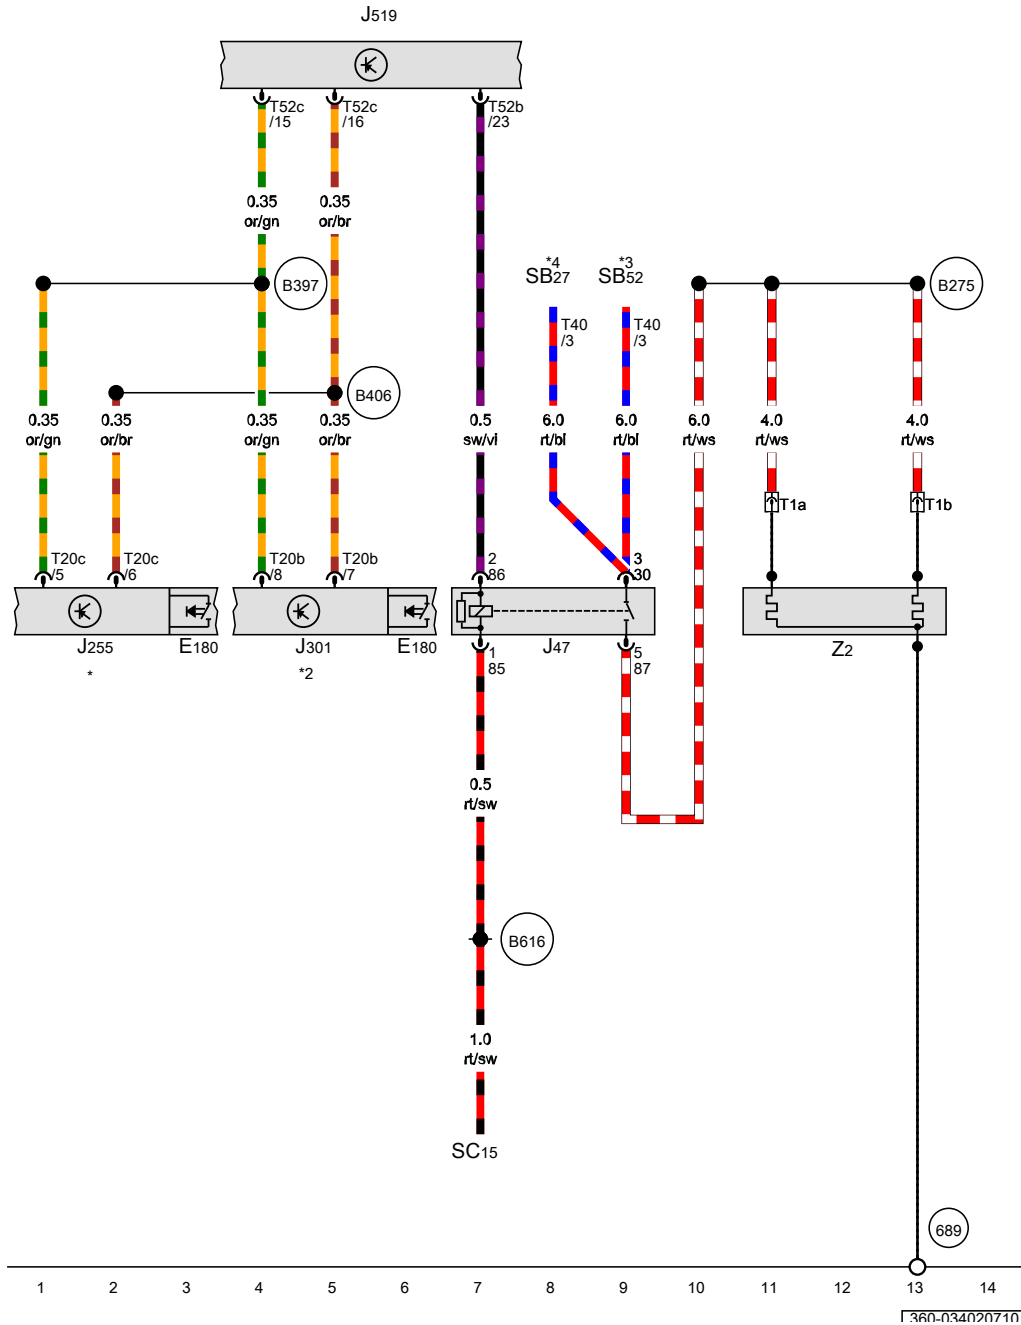 J519
T52c
/15
T52c
/16
T52b
/23
0.35
or/gn
0.35
or/br
*4
SB27
*3
SB52
B397
B275
T40
/3
T40
/3
B406
0.35
or/gn
0.35
or/br
0.35
or/gn
0.35
or/br
0.5
sw/vi
6.0
rt/bl
6.0
rt/bl
6.0
rt/ws
4.0
rt/ws
4.0
rt/ws
T1a
T1b
T20c
/5
T20c
/6
T20b
/8
T20b
/7
2
86
3
30
J255
E180
J301
E180
J47
Z2
*
*2
1
85
5
87
0.5
rt/sw
B616
1.0
rt/sw
SC15
689
1 2 3 4 5 6 7 8 9 10 11 12 13 14
360-034020710